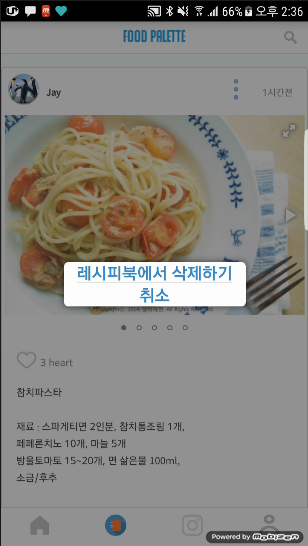 66% 오후 2:36
FOOD PALETTE
Jay
1시간전
레시피북에서 삭제하기
취소
3 heart
참치파스타
재료 : 스파게티면 2인분, 참치통조림 1개,
페페론치노 10개, 마늘 5개
방울토마토 15~20개, 면 삶은물 100ml,
소금/후추
Powered by Mobizen